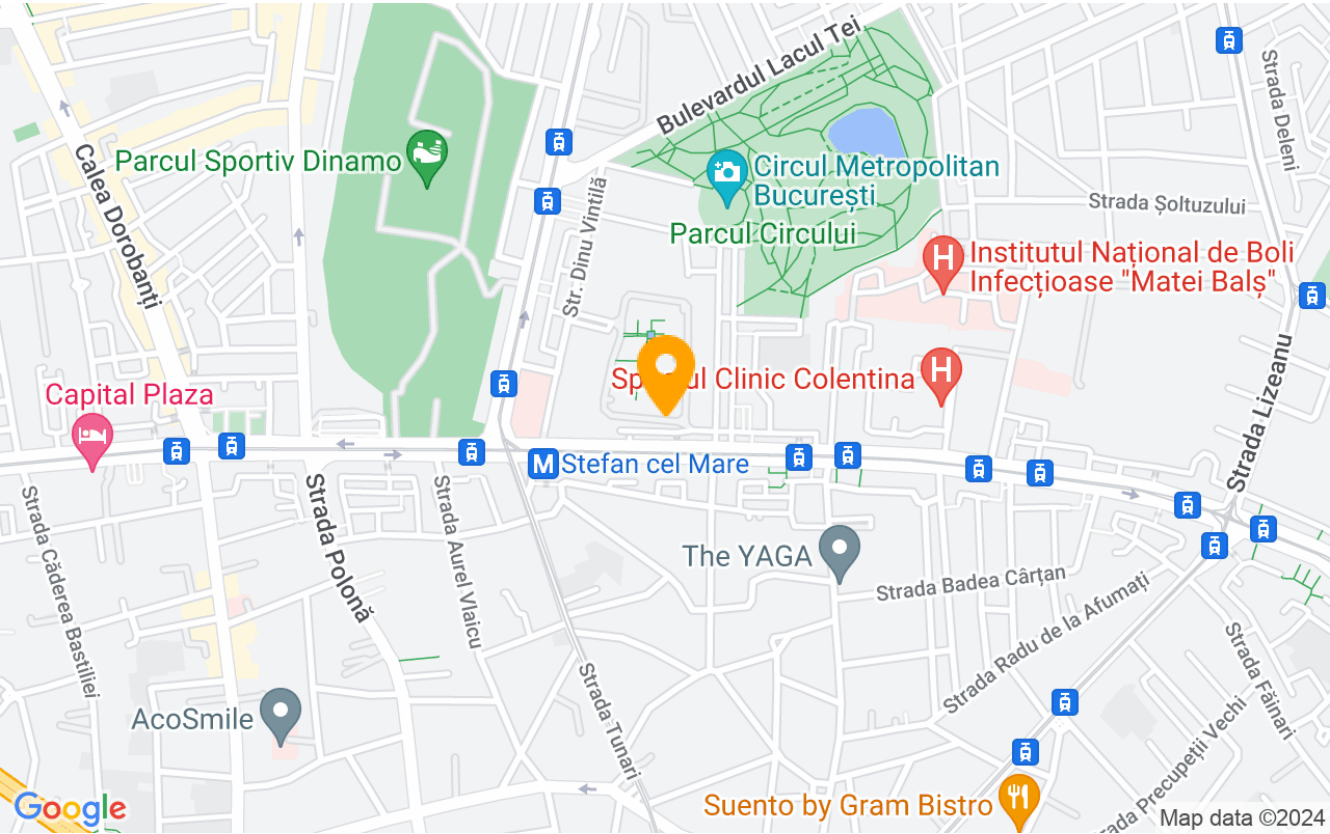 Bulevardul Lacul Tei
Strada Deleni
Calea Dorobanți
Parcul Sportiv Dinamo
Circul Metropolitan
București
Str. Dinu Vintilă
Strada Șoltuzului
Parcul Circului
H
Institutul Național de Boli
Infecțioase "Matei Balș"
Capital Plaza
Clinic Colentina
H
Strada Lizeanu
M
Stefan cel Mare
Strada Căderea Bastiliei
Strada Polonă
Strada Aurel Vlaicu
The YAGA
Strada Badea Cârțan
Strada Radu de la Afumați
Strada Tunari
Strada Făinari
AcoSmile
Precupeții Vechi
Suento by Gram Bistro
Google
Map data ©2024